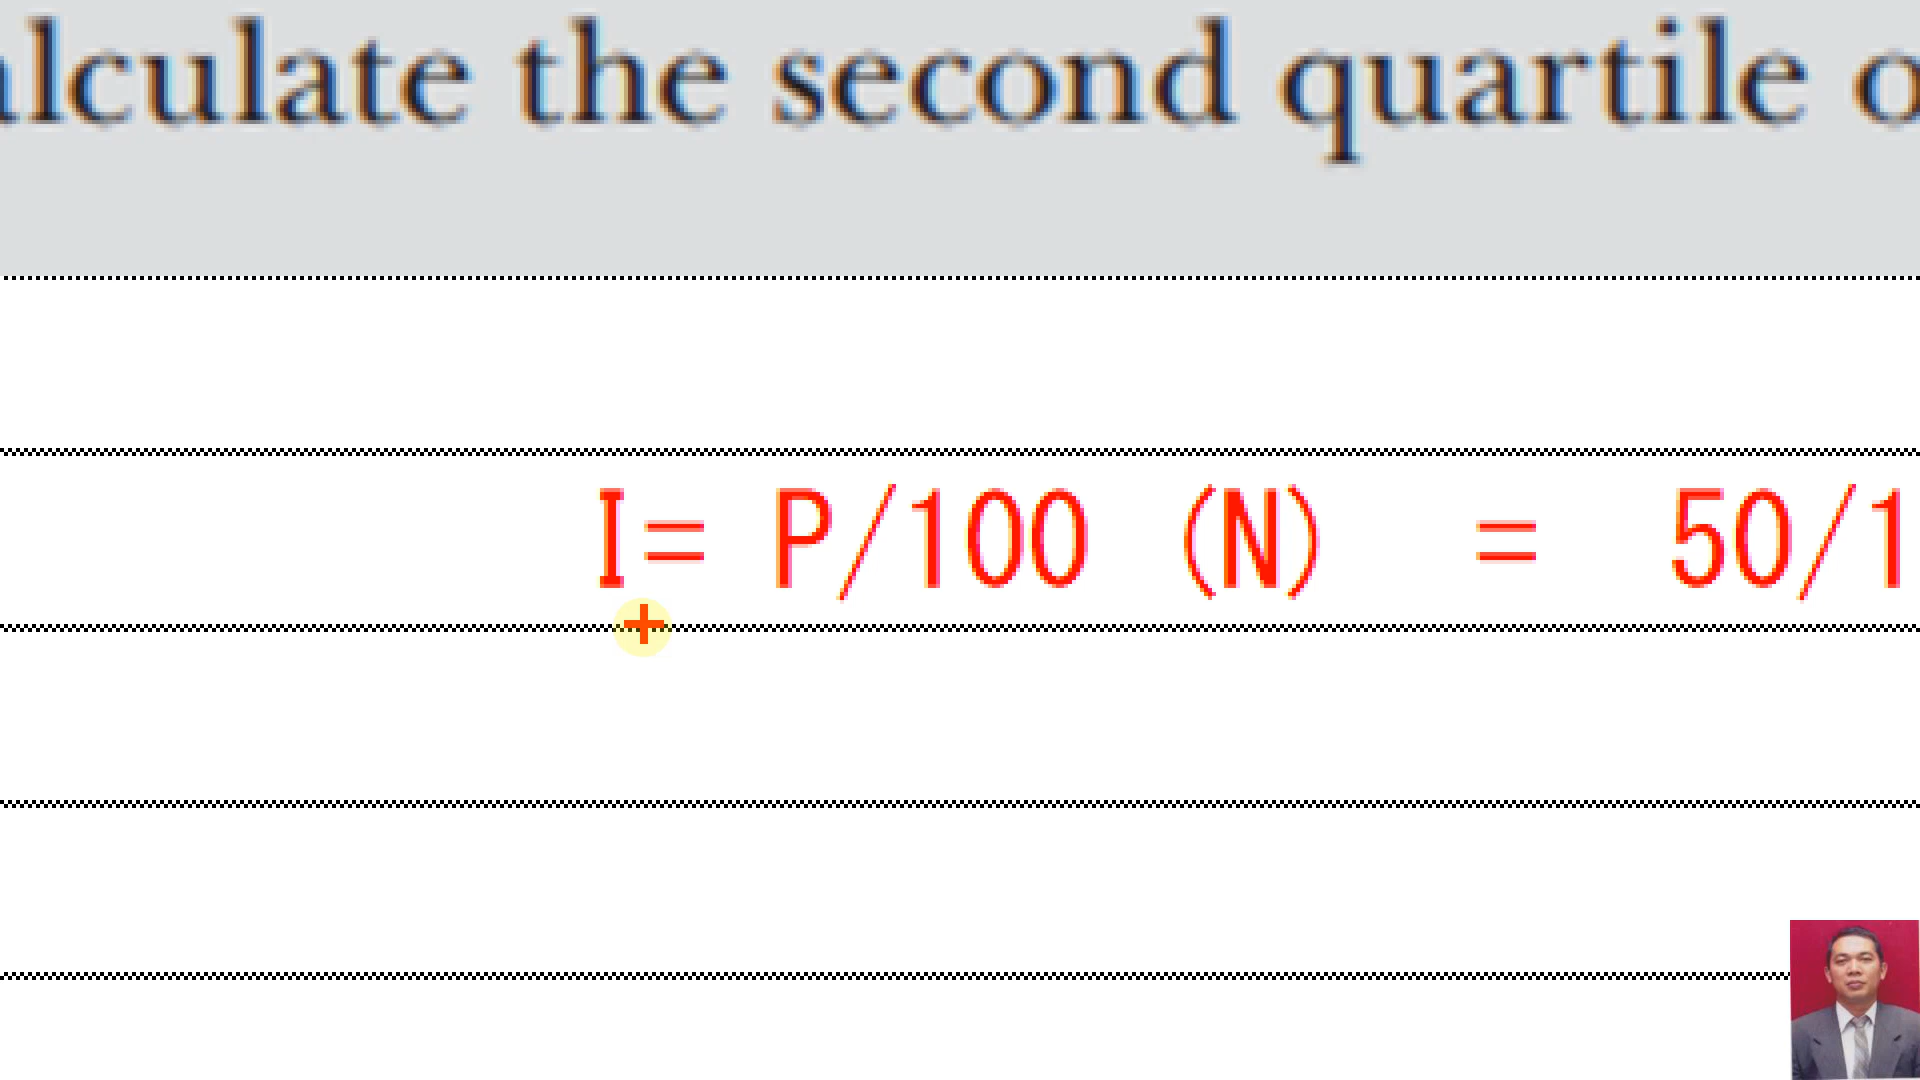 lculate the second quartile o
I= P/100 (N) = 50/1